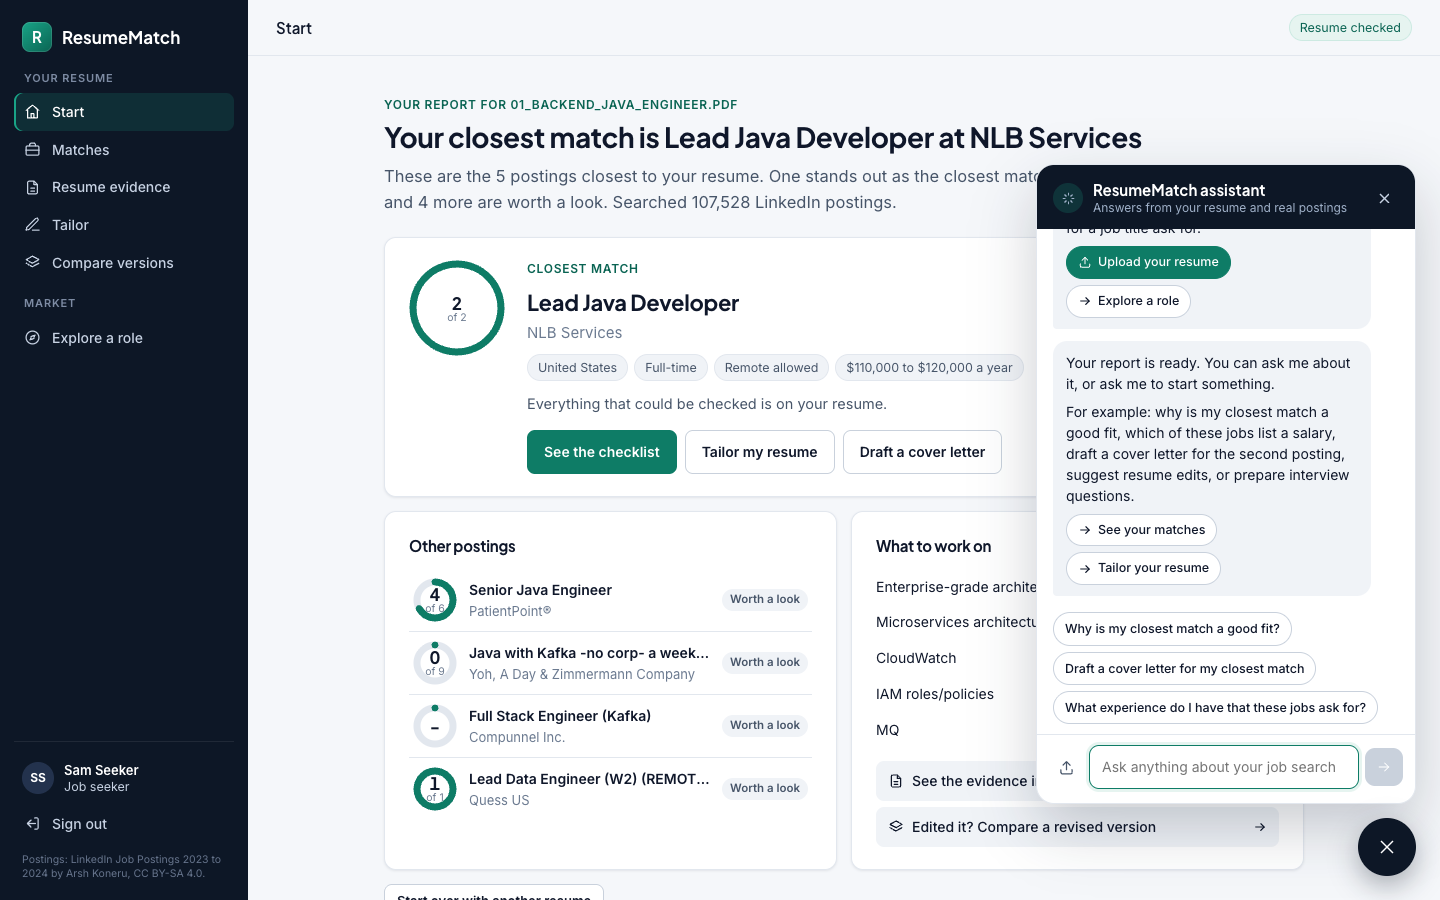 R ResumeMatch
YOUR RESUME
Start
Matches
Resume evidence
Tailor
Compare versions
MARKET
Explore a role
SS
Sam Seeker
Job seeker
Sign out
Postings: LinkedIn Job Postings 2023 to
2024 by Arsh Koneru, CC BY-SA 4.0.
Start
Resume checked
YOUR REPORT FOR 01_BACKEND_JAVA_ENGINEER.PDF
Your closest match is Lead Java Developer at NLB Services
These are the 5 postings closest to your resume. One stands out as the closest
and 4 more are worth a look. Searched 107,528 LinkedIn postings.
2
of 2
CLOSEST MATCH
Lead Java Developer
NLB Services
United States
Full-time
Remote allowed
$110,000 to $120,000 a year
Everything that could be checked is on your resume.
See the checklist
Tailor my resume
Draft a cover letter
Other postings
4
of 6
Senior Java Engineer
PatientPoint®
Worth a look
0
of 9
Java with Kafka -no corp- a week...
Yoh, A Day & Zimmermann Company
Worth a look
–
Full Stack Engineer (Kafka)
Compunnel Inc.
Worth a look
1
of 1
Lead Data Engineer (W2) (REMOT...
Quess US
Worth a look
What to work on
Enterprise-grade
Microservices
CloudWatch
IAM roles/policies
MQ
See the evidence
Edited it? Compare a revised version
Start over with another resume
ResumeMatch assistant
Answers from your resume and real postings
for a job title ask for.
Upload your resume
Explore a role
Your report is ready. You can ask me about
it, or ask me to start something.
For example: why is my closest match a
good fit, which of these jobs list a salary,
draft a cover letter for the second posting,
suggest resume edits, or prepare interview
questions.
See your matches
Tailor your resume
Why is my closest match a good fit?
Draft a cover letter for my closest match
What experience do I have that these jobs ask for?
Ask anything about your job search